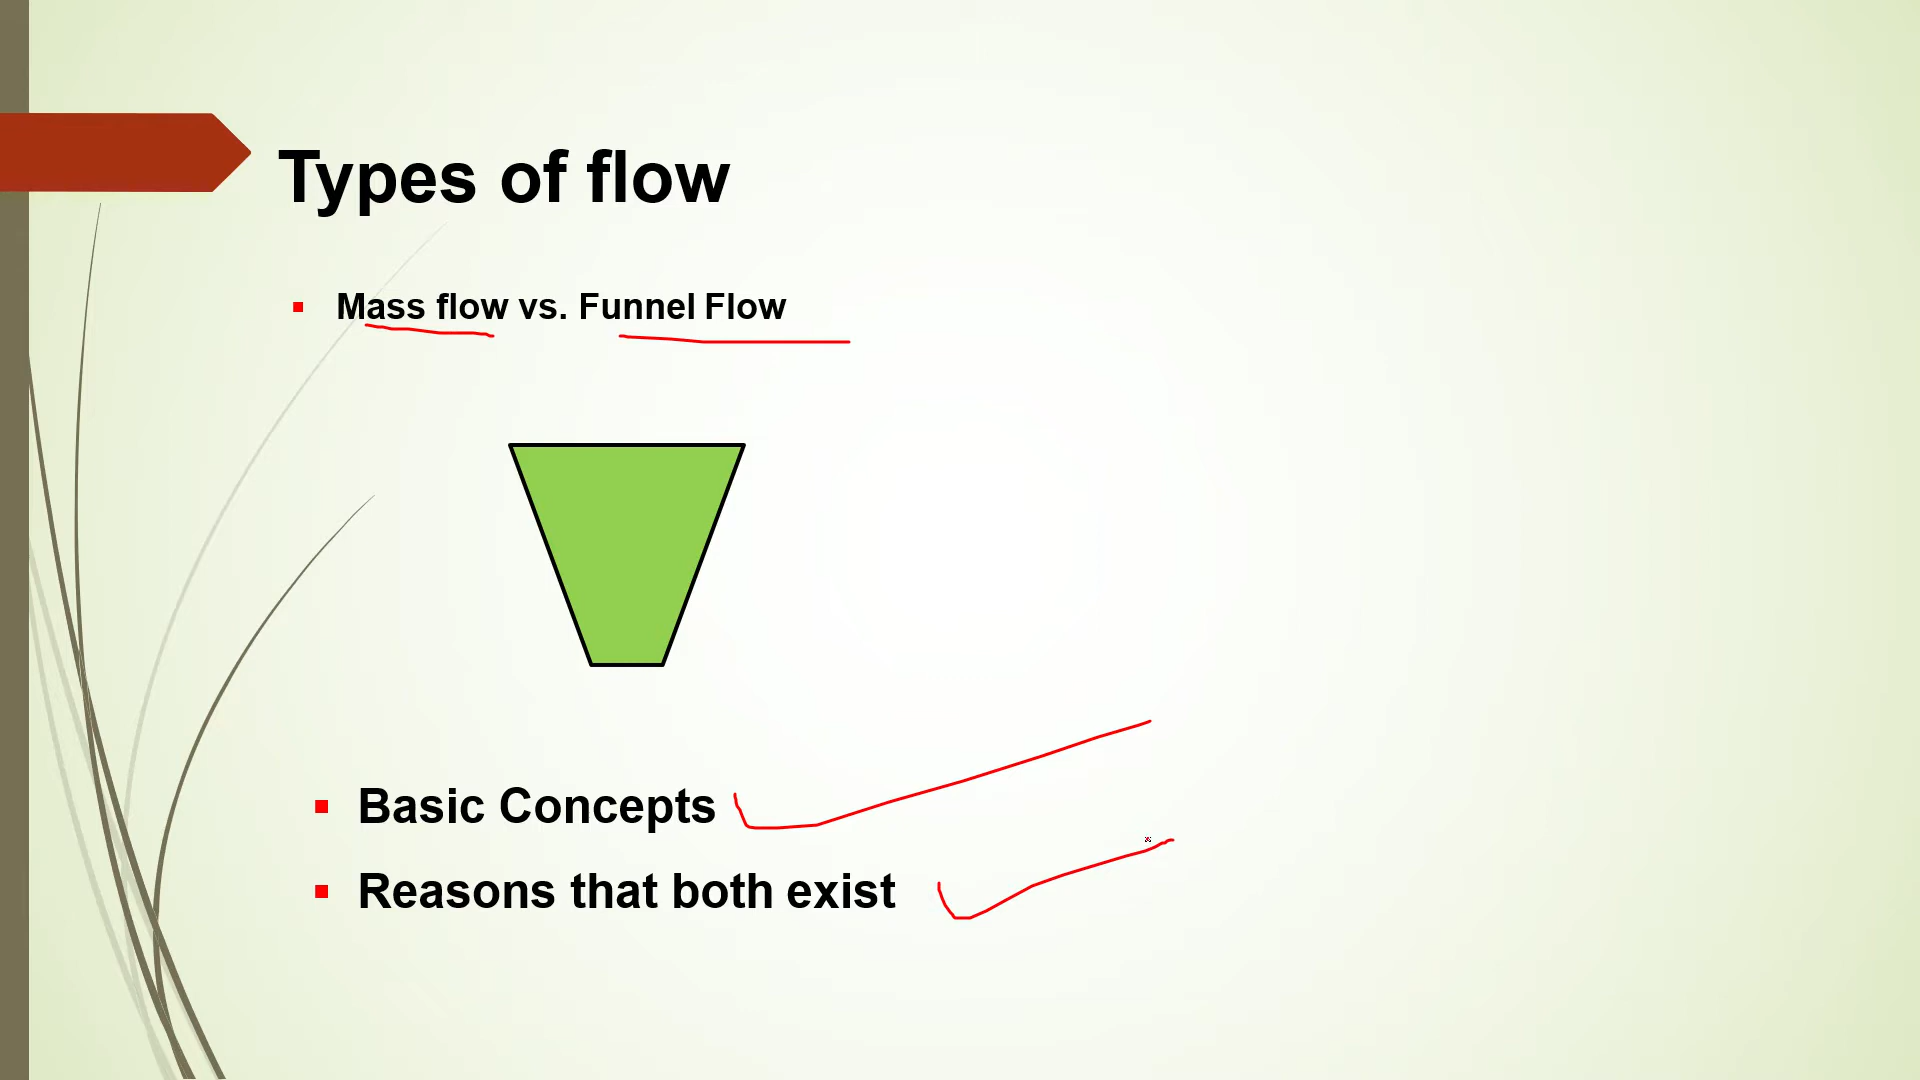 Types of flow
Mass flow vs. Funnel Flow
Basic Concepts
Reasons that both exist